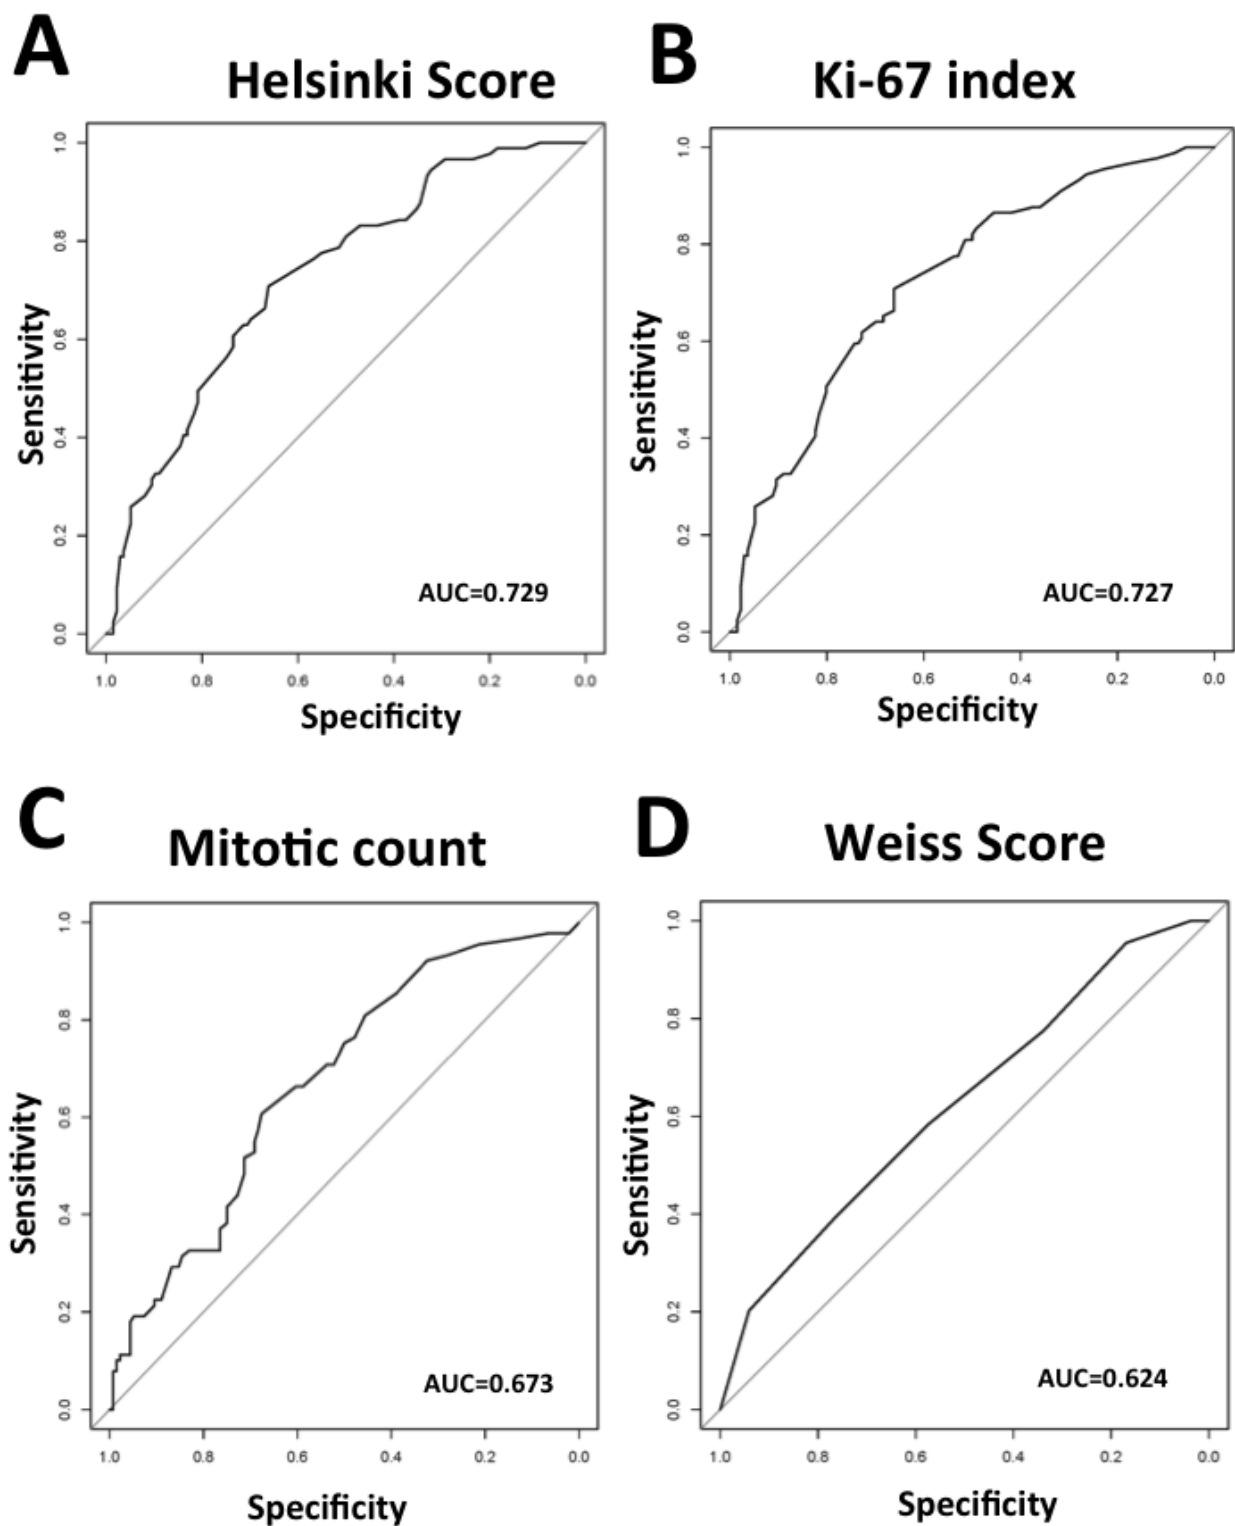 A
Helsinki Score
Sensitivity
1.0
0.8
0.6
0.4
0.2
0.0
AUC=0.729
1.0 0.8 0.6 0.4 0.2 0.0
Specificity
B
Ki-67 index
Sensitivity
1.0
0.8
0.6
0.4
0.2
0.0
AUC=0.727
1.0 0.8 0.6 0.4 0.2 0.0
Specificity
C
Mitotic count
Sensitivity
1.0
0.8
0.6
0.4
0.2
0.0
AUC=0.673
1.0 0.8 0.6 0.4 0.2 0.0
Specificity
D
Weiss Score
Sensitivity
1.0
0.8
0.6
0.4
0.2
0.0
AUC=0.624
1.0 0.8 0.6 0.4 0.2 0.0
Specificity